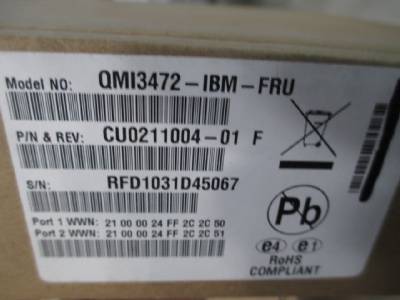 Model NO: QMI3472-IBM-FRU
P/N & REV: CU0211004-01 F
S/N: RFD1031D45067
Port 1 WWN: 21 00 00 24 FF 2C 2C 50
Port 2 WWN: 21 00 00 24 FF 2C 2C 51
Pb
e4 e1
RoHS
COMPLIANT